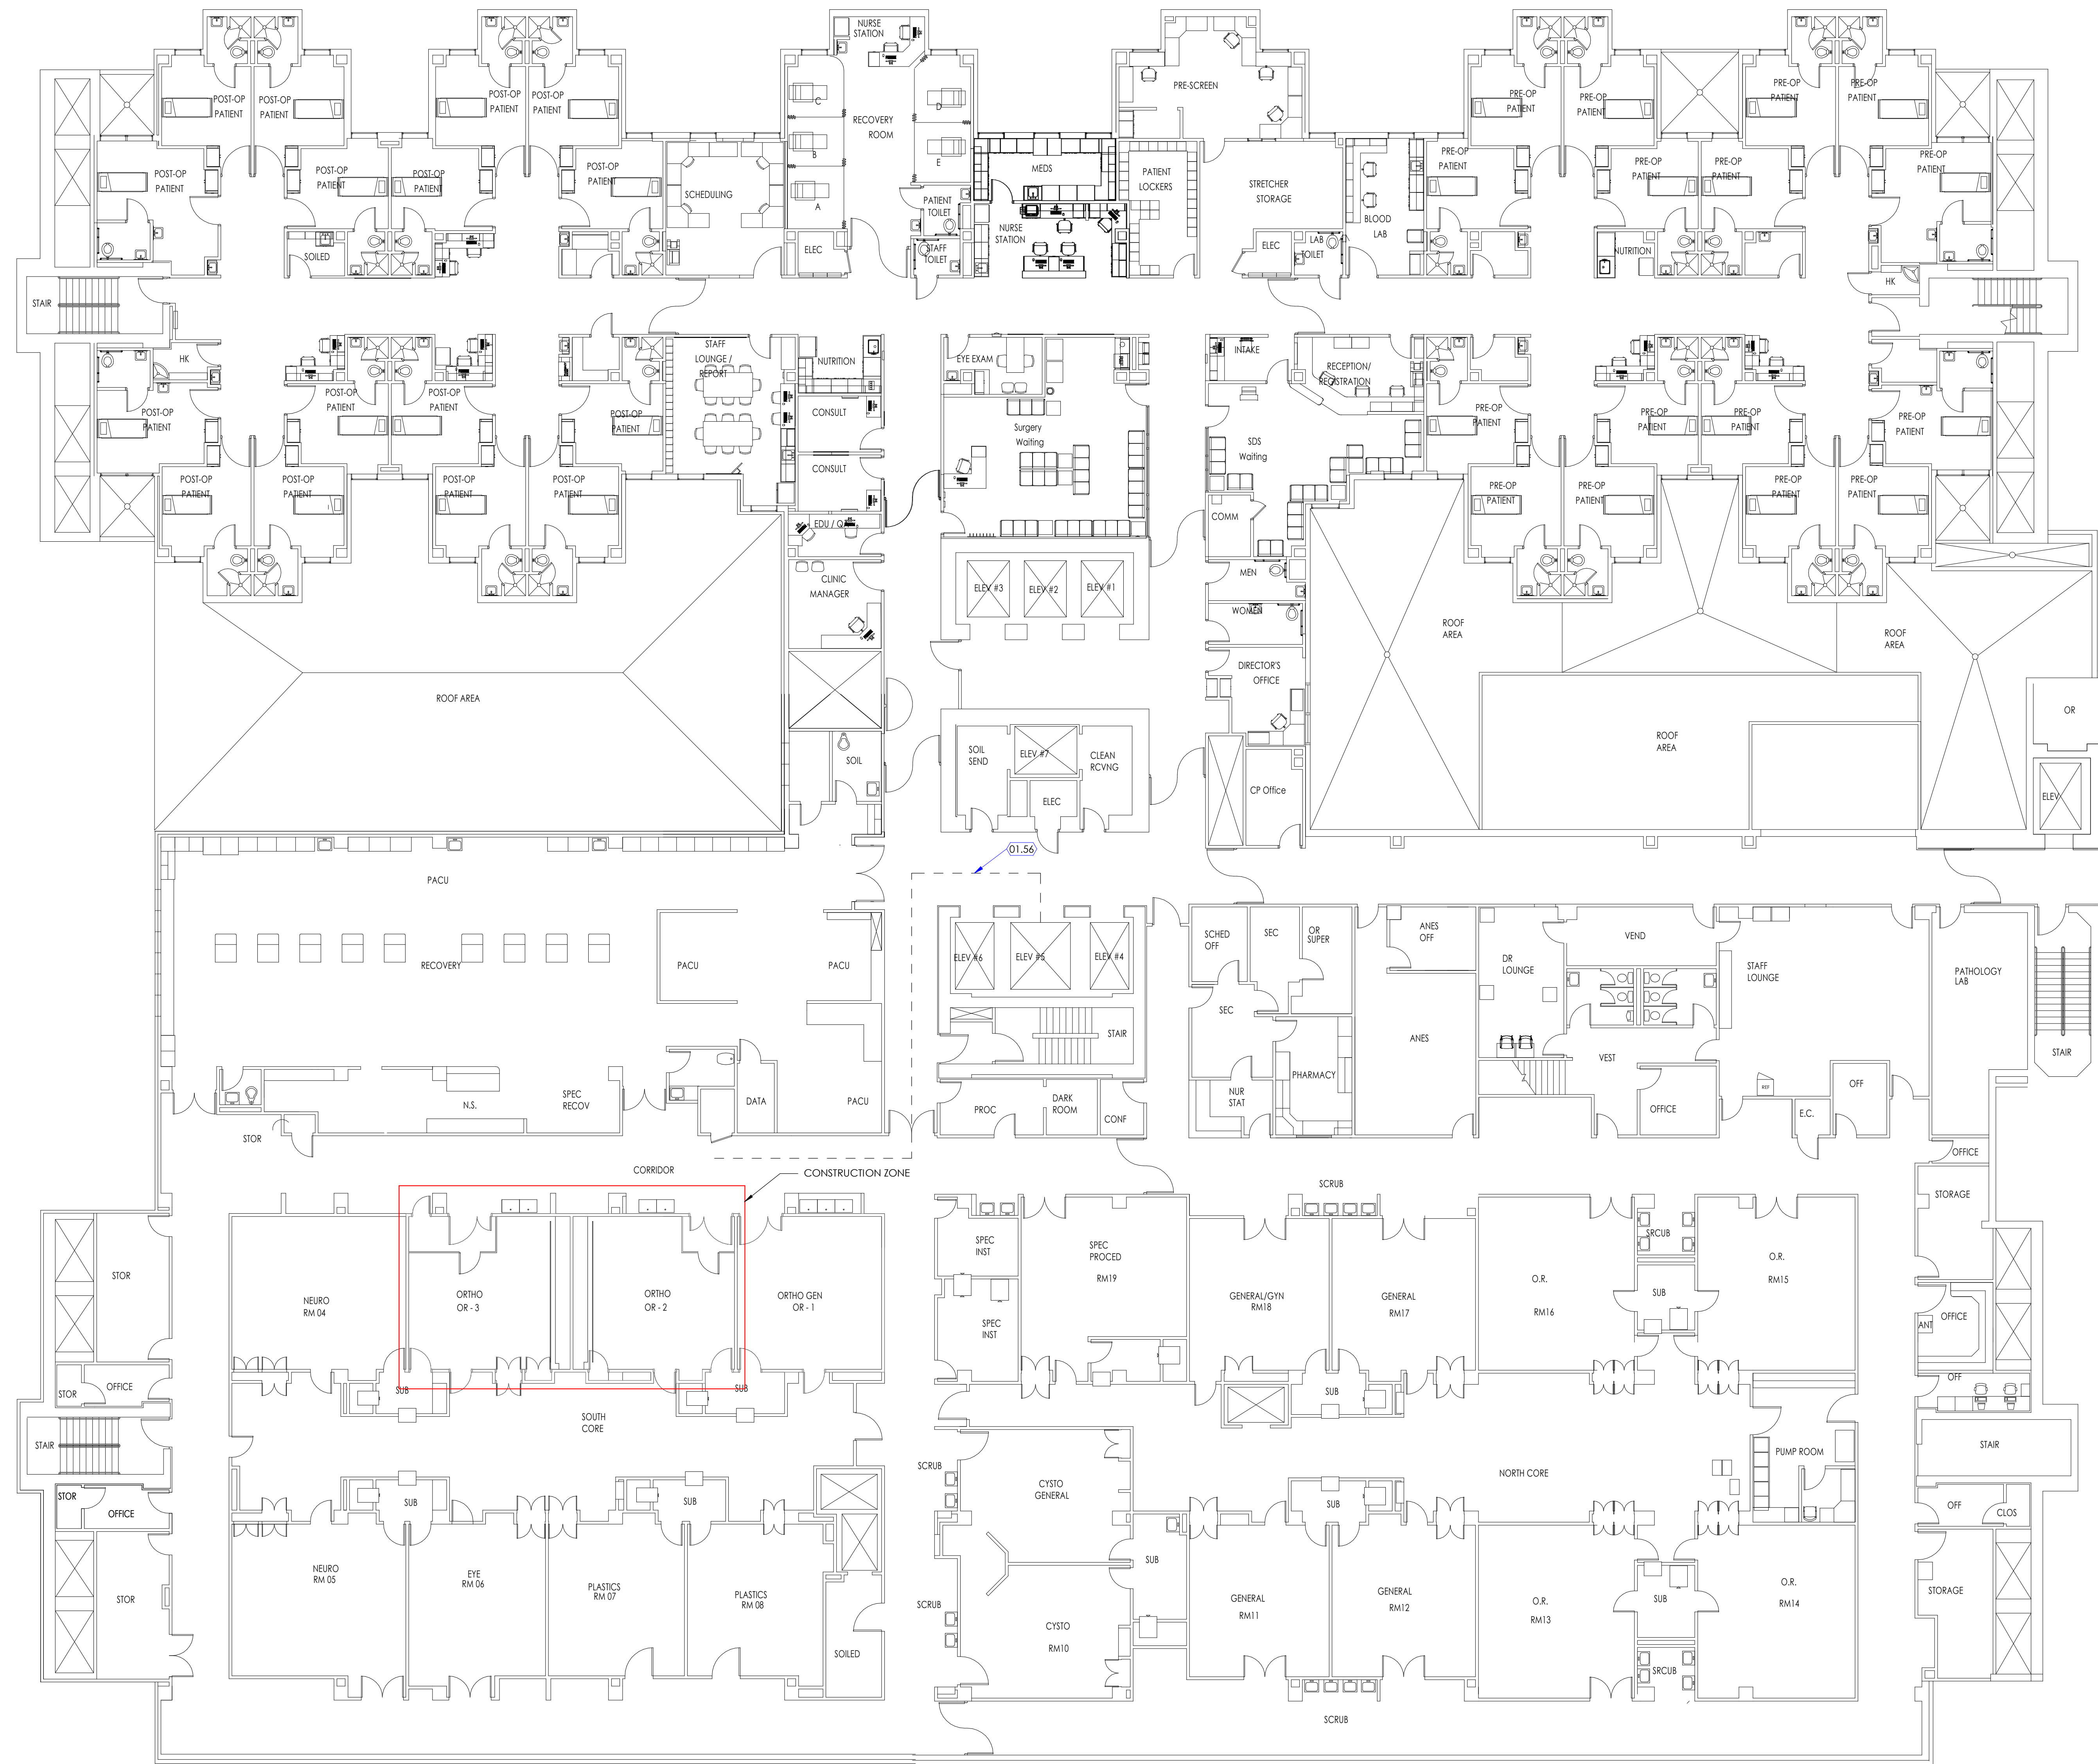 NURSE
STATION
POST-OP
PATIENT
POST-OP
PATIENT
POST-OP
PATIENT
POST-OP
PATIENT
C
D
RECOVERY
ROOM
B
E
A
PRE-SCREEN
PRE-OP
PATIENT
PRE-OP
PATIENT
PRE-OP
PATIENT
PRE-OP
PATIENT
POST-OP
PATIENT
POST-OP
PATIENT
POST-OP
PATIENT
POST-OP
PATIENT
SCHEDULING
MEDS
PATIENT
LOCKERS
STRETCHER
STORAGE
PRE-OP
PATIENT
PRE-OP
PATIENT
PRE-OP
PATIENT
PRE-OP
PATIENT
PATIENT
TOILET
NURSE
STATION
BLOOD
LAB
SOILED
ELEC
STAFF
TOILET
ELEC
LAB
TOILET
NUTRITION
HK
STAIR
HK
STAFF
LOUNGE /
REPORT
NUTRITION
EYE EXAM
INTAKE
RECEPTION/
REGISTRATION
POST-OP
PATIENT
POST-OP
PATIENT
POST-OP
PATIENT
POST-OP
PATIENT
CONSULT
CONSULT
Surgery
Waiting
SDS
Waiting
PRE-OP
PATIENT
PRE-OP
PATIENT
PRE-OP
PATIENT
PRE-OP
PATIENT
POST-OP
PATIENT
POST-OP
PATIENT
POST-OP
PATIENT
POST-OP
PATIENT
PRE-OP
PATIENT
PRE-OP
PATIENT
PRE-OP
PATIENT
PRE-OP
PATIENT
EDU / QA
COMM
CLINIC
MANAGER
ELEV #3
ELEV #2
ELEV #1
MEN
WOMEN
ROOF
AREA
ROOF
AREA
DIRECTOR'S
OFFICE
ROOF AREA
OR
ROOF
AREA
SOIL
SOIL
SEND
ELEV #7
CLEAN
RCVNG
ELEC
CP Office
ELEV
01.56
PACU
RECOVERY
PACU
PACU
ELEV #6
ELEV #5
ELEV #4
SCHED
OFF
SEC
OR
SUPER
ANES
OFF
DR
LOUNGE
VEND
STAFF
LOUNGE
PATHOLOGY
LAB
SEC
STAIR
ANES
VEST
STAIR
PHARMACY
NUR
STAT
N.S.
SPEC
RECOV
DATA
PACU
PROC
DARK
ROOM
CONF
OFFICE
REF
OFF
E.C.
STOR
CORRIDOR
CONSTRUCTION ZONE
SCRUB
OFFICE
STORAGE
STOR
NEURO
RM 04
ORTHO
OR - 3
ORTHO
OR - 2
ORTHO GEN
OR - 1
SPEC
INST
SPEC
INST
SPEC
PROCED
RM19
GENERAL/GYN
RM18
GENERAL
RM17
O.R.
RM16
SRCUB
SUB
O.R.
RM15
OFFICE
ANT
STOR
OFFICE
SUB
SUB
SUB
OFF
SOUTH
CORE
STAIR
STAIR
SCRUB
CYSTO
GENERAL
NORTH CORE
PUMP ROOM
STOR
OFFICE
SUB
SUB
SUB
OFF
CLOS
SUB
NEURO
RM 05
EYE
RM 06
PLASTICS
RM 07
PLASTICS
RM 08
STOR
SCRUB
CYSTO
RM10
GENERAL
RM11
GENERAL
RM12
O.R.
RM13
SUB
O.R.
RM14
STORAGE
SOILED
SRCUB
SCRUB